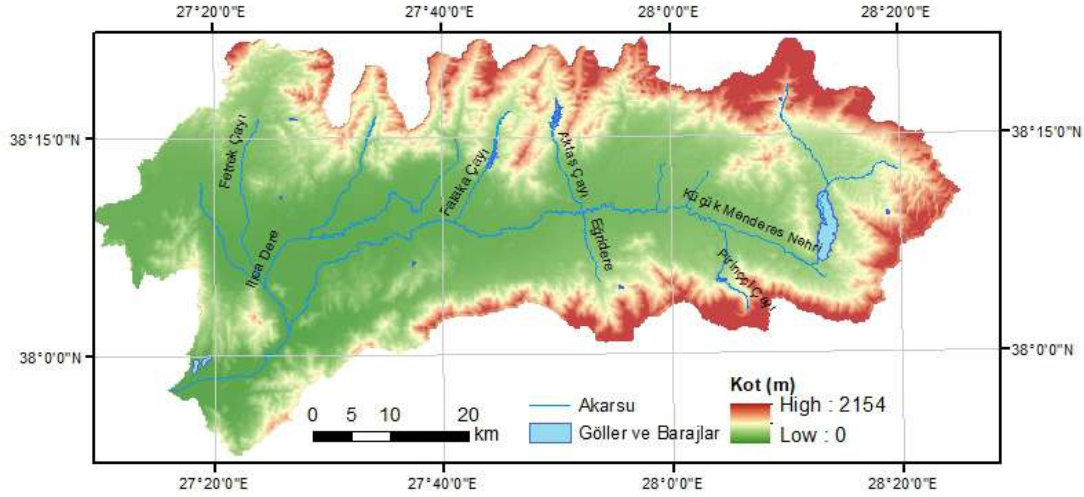 27°20'0"E
27°40'0"E
28°0'0"E
28°20'0"E
38°15'0"N
38°15'0"N
38°0'0"N
38°0'0"N
Fetrek Çayı
Ilıca Dere
Falaka Çayı
Aktaş Çayı
Eğridere
Küçük Menderes Nehri
Pirinççi Çayı
0 5 10 20
km
Akarsu
Göller ve Barajlar
Kot (m)
High : 2154
Low : 0
27°20'0"E
27°40'0"E
28°0'0"E
28°20'0"E